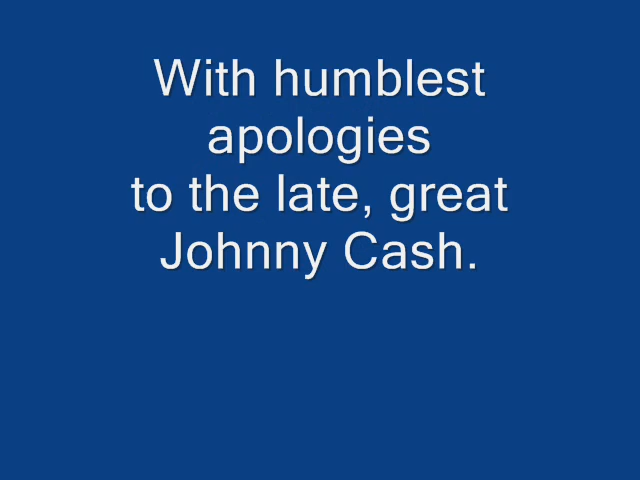 With humblest
apologies
to the late, great
Johnny Cash.